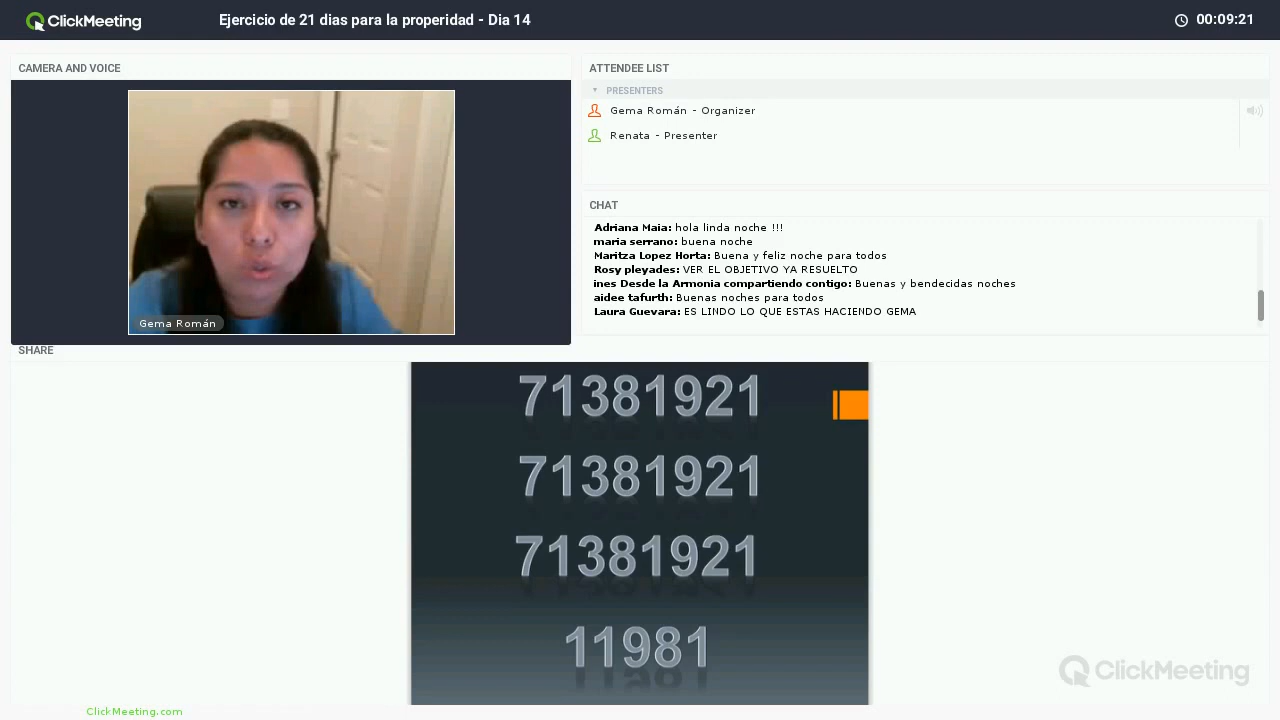 ClickMeeting
Ejercicio de 21 dias para la properidad - Dia 14
00:09:21
CAMERA AND VOICE
Gema Román
ATTENDEE LIST
PRESENTERS
Gema Román - Organizer
Renata - Presenter
CHAT
Adriana Maia: hola linda noche !!!
maria serrano: buena noche
Maritza Lopez Horta: Buena y feliz noche para todos
Rosy pleyades: VER EL OBJETIVO YA RESUELTO
ines Desde la Armonia compartiendo contigo: Buenas y bendecidas noches
aidee tafurth: Buenas noches para todos
Laura Guevara: ES LINDO LO QUE ESTAS HACIENDO GEMA
SHARE
71381921
71381921
71381921
11981
ClickMeeting
ClickMeeting.com